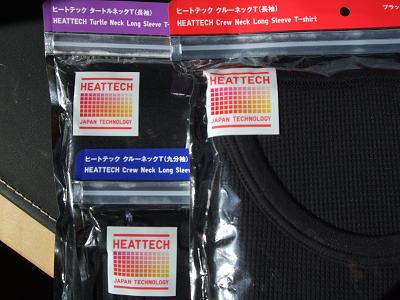 ヒートテック タートルネックT(長袖)
HEATTECH Turtle Neck Long Sleeve T-
ヒートテック クルーネックT(長袖)
HEATTECH Crew Neck Long Sleeve T-shirt
ブラッ
HEATTECH
JAPAN TECHNOLOGY
HEATTECH
JAPAN TECHNOLOGY
ヒートテック クルーネックT(九分袖)
HEATTECH Crew Neck Long Sleeve
HEATTECH
JAPAN TECHNOLOGY